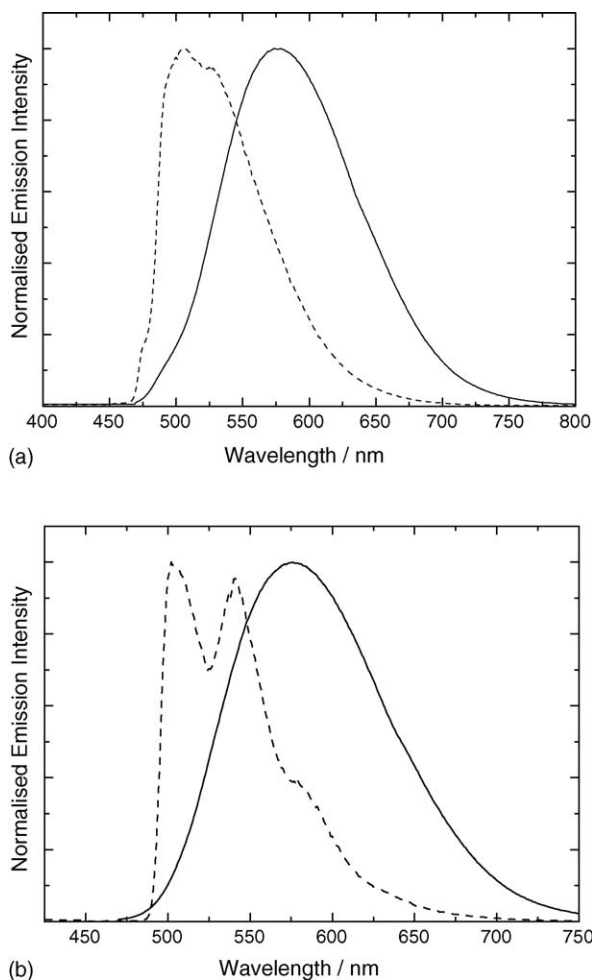 Normalised Emission Intensity
400 450 500 550 600 650 700 750 800
(a)
Wavelength / nm
Normalised Emission Intensity
450 500 550 600 650 700 750
(b)
Wavelength / nm